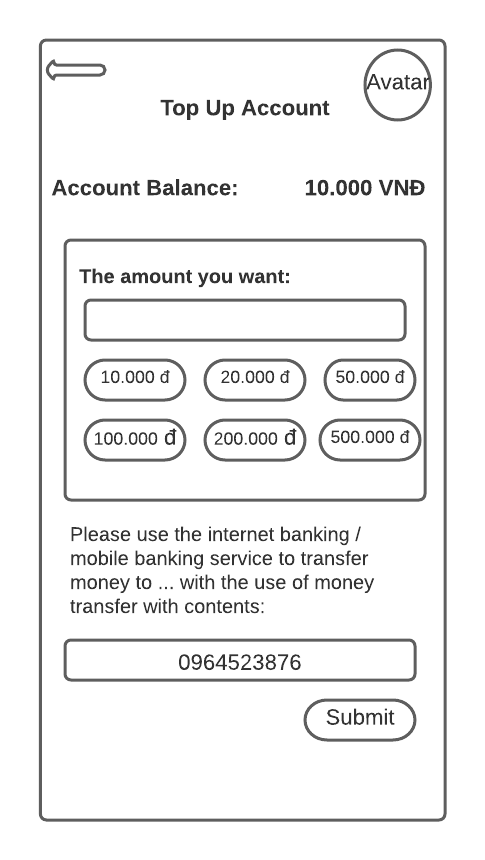 Avatar
Top Up Account
Account Balance: 10.000 VNĐ
The amount you want:
10.000 đ 20.000 đ 50.000 đ
100.000 đ 200.000 đ 500.000 đ
Please use the internet banking /
mobile banking service to transfer
money to ... with the use of money
transfer with contents:
0964523876
Submit